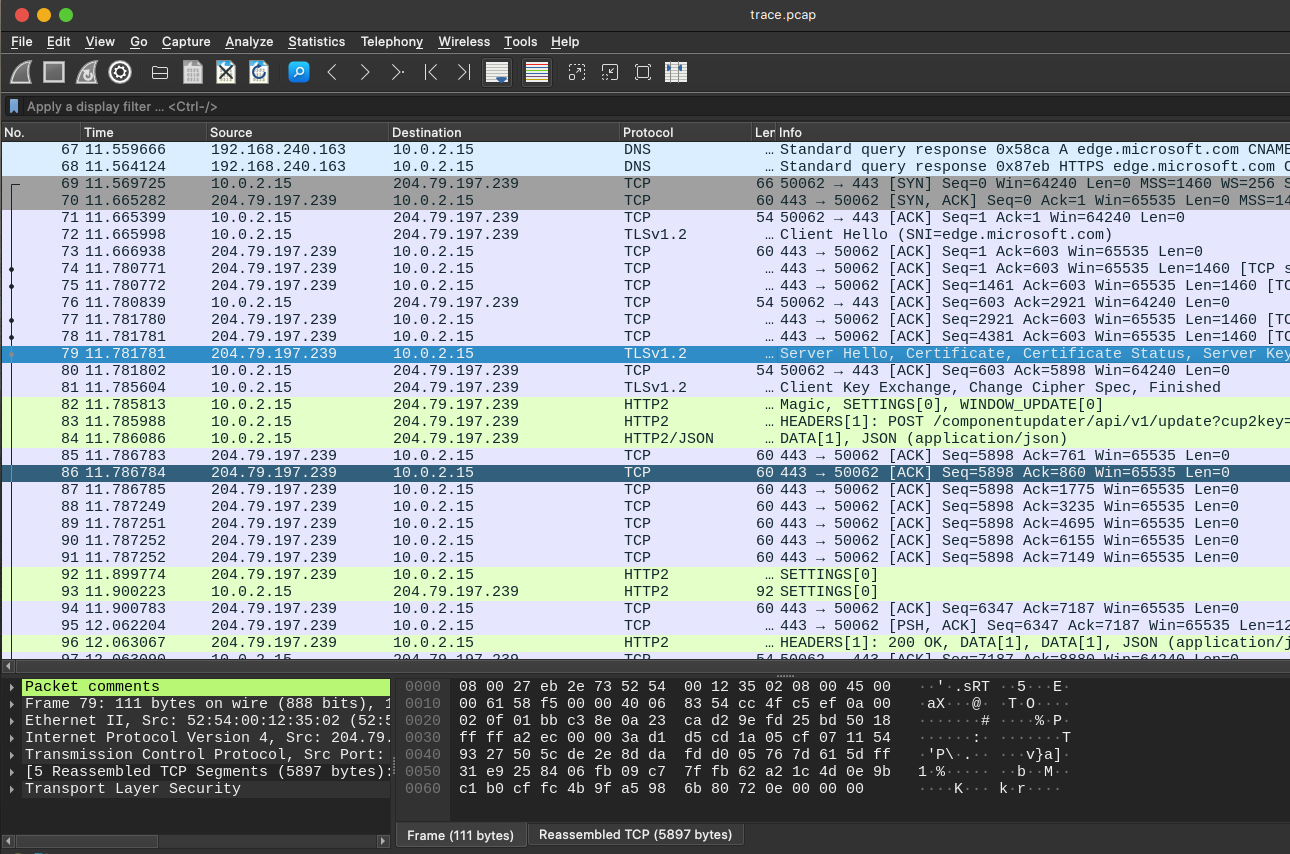 trace.pcap
File Edit View Go Capture Analyze Statistics Telephony Wireless Tools Help
Apply a display filter ... <Ctrl-/>
No. Time Source Destination Protocol Len Info
67 11.559666 192.168.240.163 10.0.2.15 DNS … Standard query response 0x58ca A edge.microsoft.com CNAME
68 11.564124 192.168.240.163 10.0.2.15 DNS … Standard query response 0x87eb HTTPS edge.microsoft.com C
69 11.569725 10.0.2.15 204.79.197.239 TCP 66 50062 → 443 [SYN] Seq=0 Win=64240 Len=0 MSS=1460 WS=256 S
70 11.665282 204.79.197.239 10.0.2.15 TCP 60 443 → 50062 [SYN, ACK] Seq=0 Ack=1 Win=65535 Len=0 MSS=14
71 11.665399 10.0.2.15 204.79.197.239 TCP 54 50062 → 443 [ACK] Seq=1 Ack=1 Win=64240 Len=0
72 11.665998 10.0.2.15 204.79.197.239 TLSv1.2 … Client Hello (SNI=edge.microsoft.com)
73 11.666938 204.79.197.239 10.0.2.15 TCP 60 443 → 50062 [ACK] Seq=1 Ack=603 Win=65535 Len=0
74 11.780771 204.79.197.239 10.0.2.15 TCP … 443 → 50062 [ACK] Seq=1 Ack=603 Win=65535 Len=1460 [TCP s
75 11.780772 204.79.197.239 10.0.2.15 TCP … 443 → 50062 [ACK] Seq=1461 Ack=603 Win=65535 Len=1460 [TC
76 11.780839 10.0.2.15 204.79.197.239 TCP 54 50062 → 443 [ACK] Seq=603 Ack=2921 Win=64240 Len=0
77 11.781780 204.79.197.239 10.0.2.15 TCP … 443 → 50062 [ACK] Seq=2921 Ack=603 Win=65535 Len=1460 [TC
78 11.781781 204.79.197.239 10.0.2.15 TCP … 443 → 50062 [ACK] Seq=4381 Ack=603 Win=65535 Len=1460 [TC
79 11.781781 204.79.197.239 10.0.2.15 TLSv1.2 … Server Hello, Certificate, Certificate Status, Server Key
80 11.781802 10.0.2.15 204.79.197.239 TCP 54 50062 → 443 [ACK] Seq=603 Ack=5898 Win=64240 Len=0
81 11.785604 10.0.2.15 204.79.197.239 TLSv1.2 … Client Key Exchange, Change Cipher Spec, Finished
82 11.785813 10.0.2.15 204.79.197.239 HTTP2 … Magic, SETTINGS[0], WINDOW_UPDATE[0]
83 11.785988 10.0.2.15 204.79.197.239 HTTP2 … HEADERS[1]: POST /componentupdater/api/v1/update?cup2key=
84 11.786086 10.0.2.15 204.79.197.239 HTTP2/JSON … DATA[1], JSON (application/json)
85 11.786783 204.79.197.239 10.0.2.15 TCP 60 443 → 50062 [ACK] Seq=5898 Ack=761 Win=65535 Len=0
86 11.786784 204.79.197.239 10.0.2.15 TCP 60 443 → 50062 [ACK] Seq=5898 Ack=860 Win=65535 Len=0
87 11.786785 204.79.197.239 10.0.2.15 TCP 60 443 → 50062 [ACK] Seq=5898 Ack=1775 Win=65535 Len=0
88 11.787249 204.79.197.239 10.0.2.15 TCP 60 443 → 50062 [ACK] Seq=5898 Ack=3235 Win=65535 Len=0
89 11.787251 204.79.197.239 10.0.2.15 TCP 60 443 → 50062 [ACK] Seq=5898 Ack=4695 Win=65535 Len=0
90 11.787252 204.79.197.239 10.0.2.15 TCP 60 443 → 50062 [ACK] Seq=5898 Ack=6155 Win=65535 Len=0
91 11.787252 204.79.197.239 10.0.2.15 TCP 60 443 → 50062 [ACK] Seq=5898 Ack=7149 Win=65535 Len=0
92 11.899774 204.79.197.239 10.0.2.15 HTTP2 … SETTINGS[0]
93 11.900223 10.0.2.15 204.79.197.239 HTTP2 92 SETTINGS[0]
94 11.900783 204.79.197.239 10.0.2.15 TCP 60 443 → 50062 [ACK] Seq=6347 Ack=7187 Win=65535 Len=0
95 12.062204 204.79.197.239 10.0.2.15 TCP … 443 → 50062 [PSH, ACK] Seq=6347 Ack=7187 Win=65535 Len=12
96 12.063067 204.79.197.239 10.0.2.15 HTTP2 … HEADERS[1]: 200 OK, DATA[1], DATA[1], JSON (application/j
97 12.063090 10.0.2.15 204.79.197.239 TCP 54 50062 → 443 [ACK] Seq=7187 Ack=8880 Win=64240 Len=0
Packet comments
Frame 79: 111 bytes on wire (888 bits), 1
Ethernet II, Src: 52:54:00:12:35:02 (52:5
Internet Protocol Version 4, Src: 204.79.
Transmission Control Protocol, Src Port:
[5 Reassembled TCP Segments (5897 bytes):
Transport Layer Security
0000 08 00 27 eb 2e 73 52 54 00 12 35 02 08 00 45 00 ··'·.sRT ··5···E·
0010 00 61 58 f5 00 00 40 06 83 54 cc 4f c5 ef 0a 00 ·aX···@· ·T·O····
0020 02 0f 01 bb c3 8e 0a 23 ca d2 9e fd 25 bd 50 18 ·······# ····%·P·
0030 ff ff a2 ec 00 00 3a d1 d5 cd 1a 05 cf 07 11 54 ······:· ·······T
0040 93 27 50 5c de 2e 8d da fd d0 05 76 7d 61 5d ff ·'P\·.·· ···v}a]·
0050 31 e9 25 84 06 fb 09 c7 7f fb 62 a2 1c 4d 0e 9b 1·%····· ··b··M··
0060 c1 b0 cf fc 4b 9f a5 98 6b 80 72 0e 00 00 00 ····K··· k·r····
Frame (111 bytes) Reassembled TCP (5897 bytes)